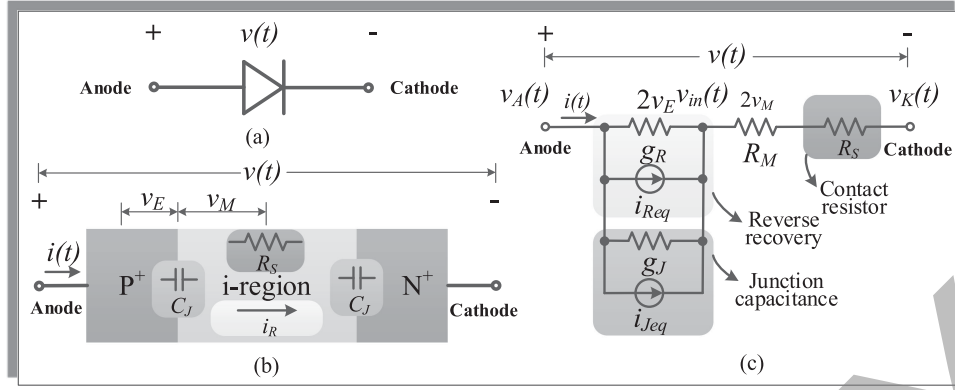 + v(t) -
Anode
Cathode
(a)
v(t)
+ -
v_E v_M
i(t)
R_S
P⁺
i-region
N⁺
C_J
C_J
i_R
Anode
Cathode
(b)
+ -
v(t)
v_A(t) i(t) 2v_E v_in(t) 2v_M v_K(t)
Anode
R_M
R_S
Cathode
g_R
i_Req
Contact
resistor
Reverse
recovery
g_J
i_Jeq
Junction
capacitance
(c)